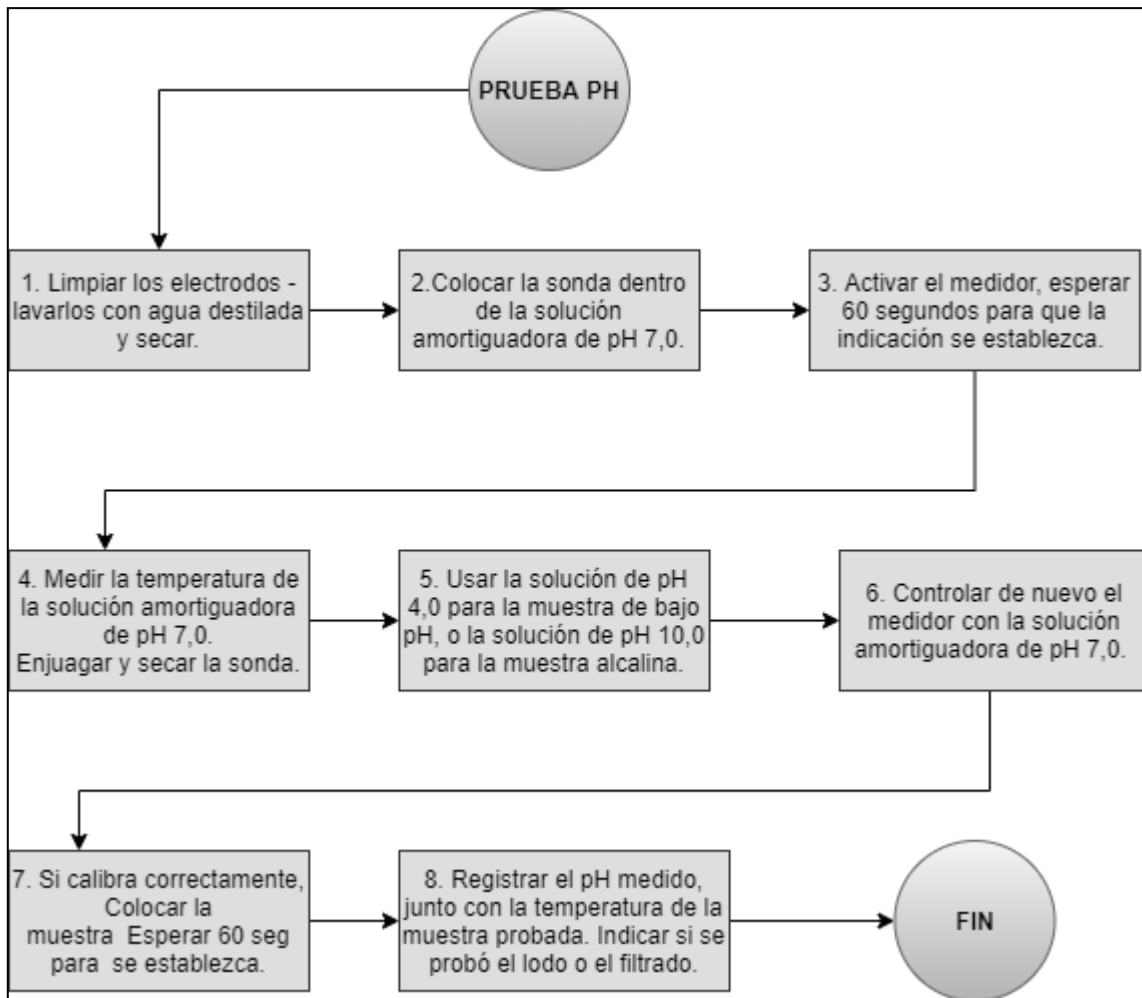 PRUEBA PH
1. Limpiar los electrodos -
lavarlos con agua destilada
y secar.
2.Colocar la sonda dentro
de la solución
amortiguadora de pH 7,0.
3. Activar el medidor, esperar
60 segundos para que la
indicación se establezca.
4. Medir la temperatura de
la solución amortiguadora
de pH 7,0.
Enjuagar y secar la sonda.
5. Usar la solución de pH
4,0 para la muestra de bajo
pH, o la solución de pH 10,0
para la muestra alcalina.
6. Controlar de nuevo el
medidor con la solución
amortiguadora de pH 7,0.
7. Si calibra correctamente,
Colocar la
muestra Esperar 60 seg
para se establezca.
8. Registrar el pH medido,
junto con la temperatura de la
muestra probada. Indicar si se
probó el lodo o el filtrado.
FIN